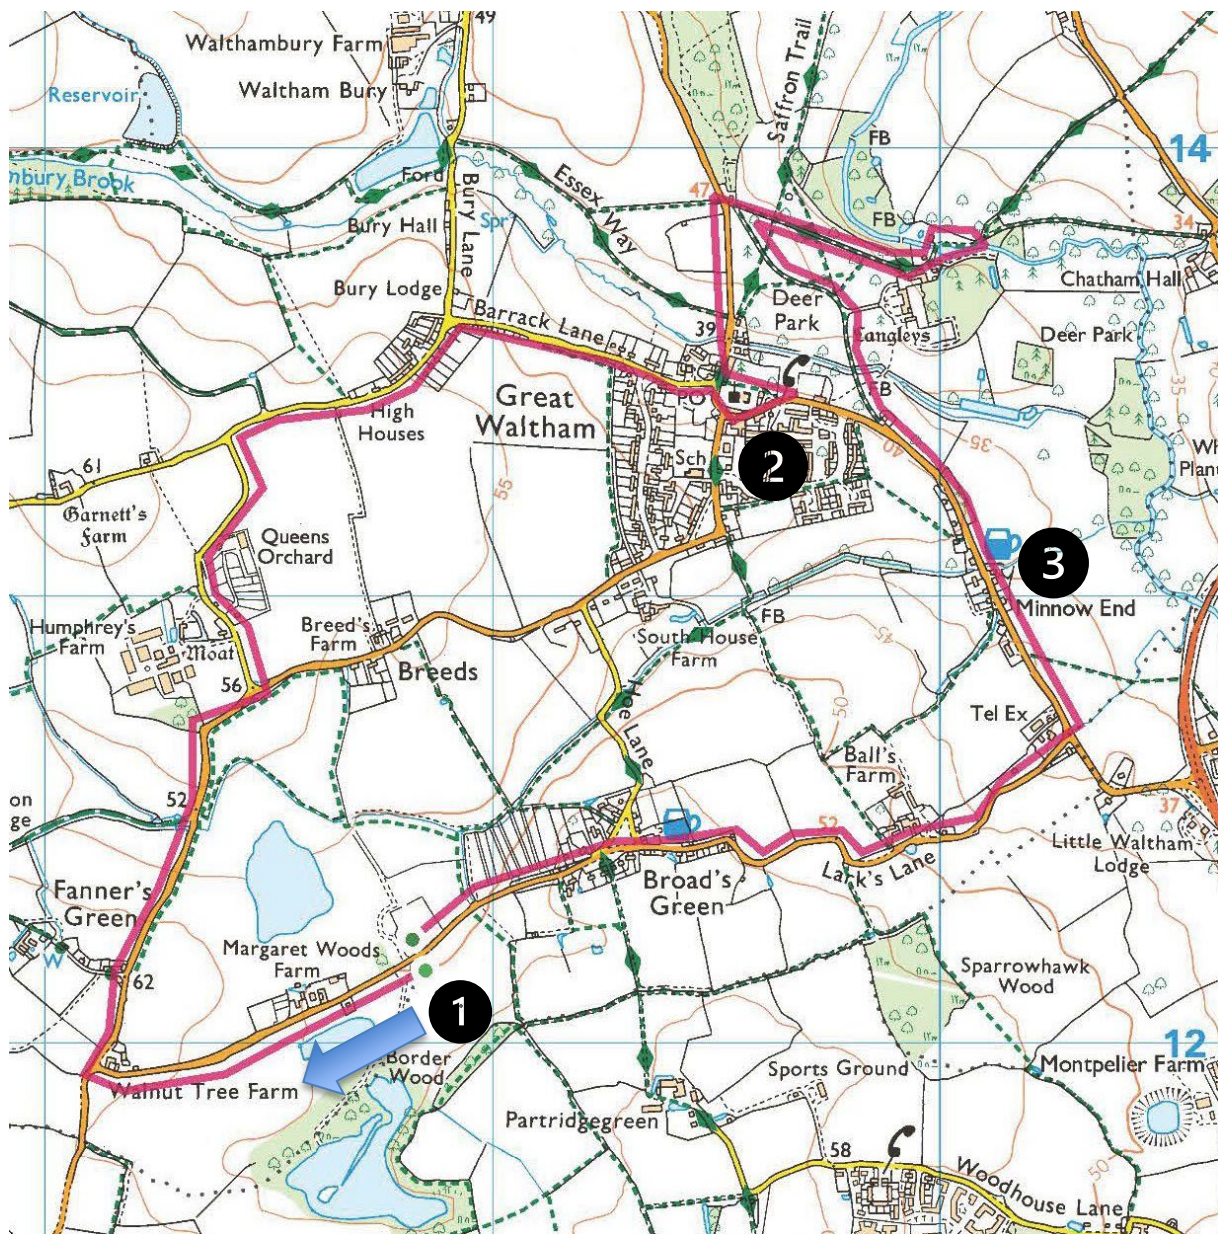 49
Walthambury Farm
Waltham Bury
Reservoir
Saffron Trail
FB
14
mbury Brook
Ford
Bury Lane
Essex Way
47
FB
Bury Hall
Spr
34
Bury Lodge
Deer
Park
Chatham Hall
Barrack Lane
39
Langleys
Deer Park
35
PO
FB
High
Houses
Great
Waltham
40
35
Wh
Plant
61
Sch
2
55
Garnett's
Farm
Queens
Orchard
3
Humphrey's
Farm
Moat
Breed's
Farm
Breeds
South House
Farm
FB
45
Minnow End
56
Hoe Lane
50
Tel Ex
Ball's
Farm
on
ge
52
52
37
Little Waltham
Lodge
Fanner's
Green
Broad's
Green
Lark's Lane
W
62
Margaret Woods
Farm
Sparrowhawk
Wood
1
12
Border
Wood
Walnut Tree Farm
Sports Ground
Montpelier Farm
Partridgegreen
58
Woodhouse Lane
50